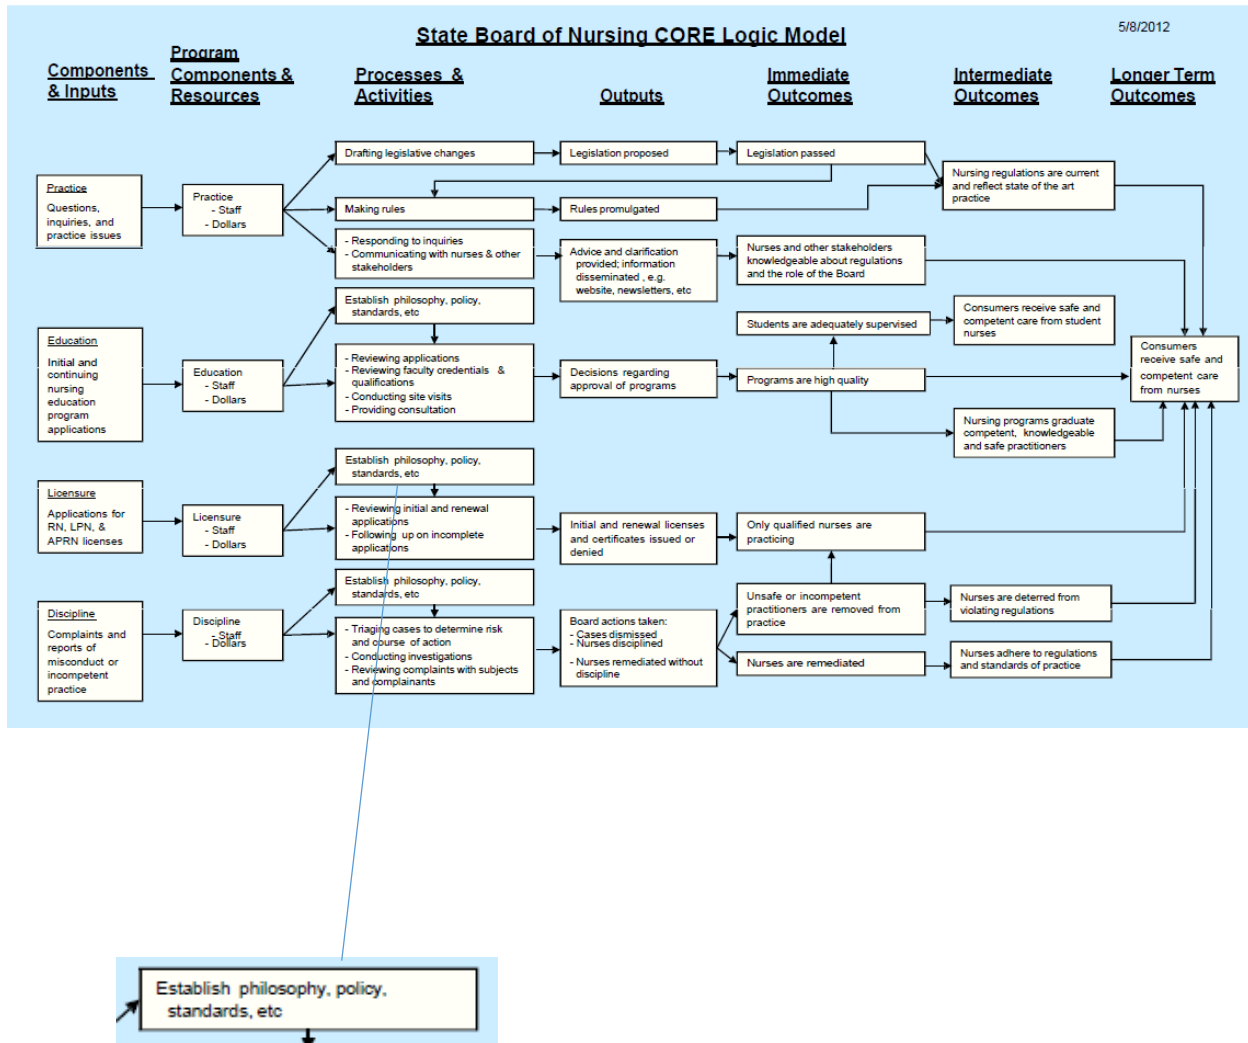 State Board of Nursing CORE Logic Model
5/8/2012
Components
& Inputs
Program
Components &
Resources
Processes &
Activities
Outputs
Immediate
Outcomes
Intermediate
Outcomes
Longer Term
Outcomes
Practice
Questions,
inquiries, and
practice issues
Practice
- Staff
- Dollars
Drafting legislative changes
Legislation proposed
Legislation passed
Making rules
Rules promulgated
Nursing regulations are current
and reflect state of the art
practice
- Responding to inquiries
- Communicating with nurses & other
stakeholders
Advice and clarification
provided; information
disseminated , e.g.
website, newsletters, etc
Nurses and other stakeholders
knowledgeable about regulations
and the role of the Board
Education
Initial and
continuing
nursing
education
program
applications
Education
- Staff
- Dollars
Establish philosophy, policy,
standards, etc
- Reviewing applications
- Reviewing faculty credentials &
qualifications
- Conducting site visits
- Providing consultation
Decisions regarding
approval of programs
Students are adequately supervised
Programs are high quality
Consumers receive safe and
competent care from student
nurses
Nursing programs graduate
competent, knowledgeable
and safe practitioners
Consumers
receive safe and
competent care
from nurses
Licensure
Applications for
RN, LPN, &
APRN licenses
Licensure
- Staff
- Dollars
Establish philosophy, policy,
standards, etc
- Reviewing initial and renewal
applications
- Following up on incomplete
applications
Initial and renewal licenses
and certificates issued or
denied
Only qualified nurses are
practicing
Discipline
Complaints and
reports of
misconduct or
incompetent
practice
Discipline
- Staff
- Dollars
Establish philosophy, policy,
standards, etc
- Triaging cases to determine risk
and course of action
- Conducting investigations
- Reviewing complaints with subjects
and complainants
Board actions taken:
- Cases dismissed
- Nurses disciplined
- Nurses remediated without
discipline
Unsafe or incompetent
practitioners are removed from
practice
Nurses are remediated
Nurses are deterred from
violating regulations
Nurses adhere to regulations
and standards of practice
Establish philosophy, policy,
standards, etc